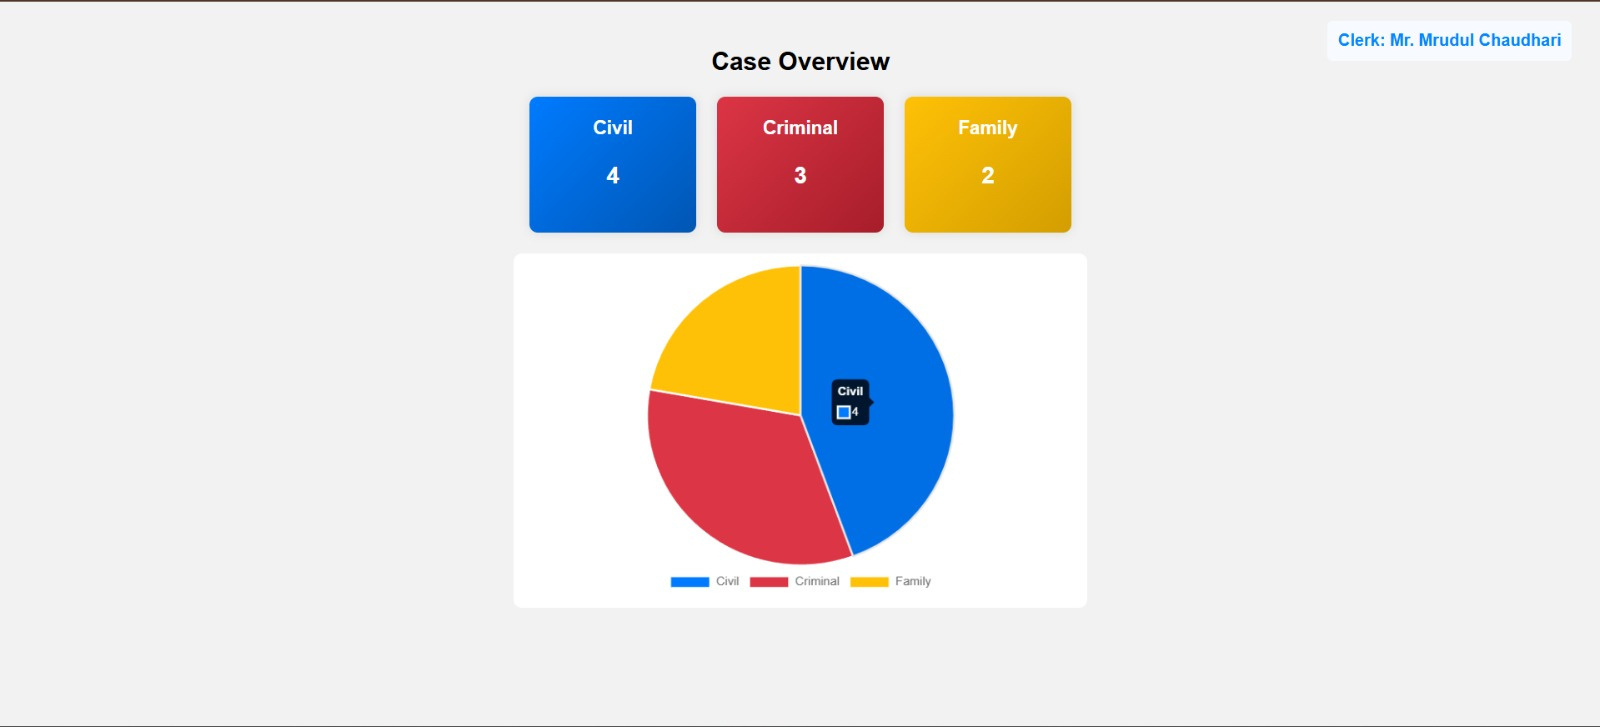 Clerk: Mr. Mrudul Chaudhari
Case Overview
Civil
4
Criminal
3
Family
2
Civil
4
Civil Criminal Family